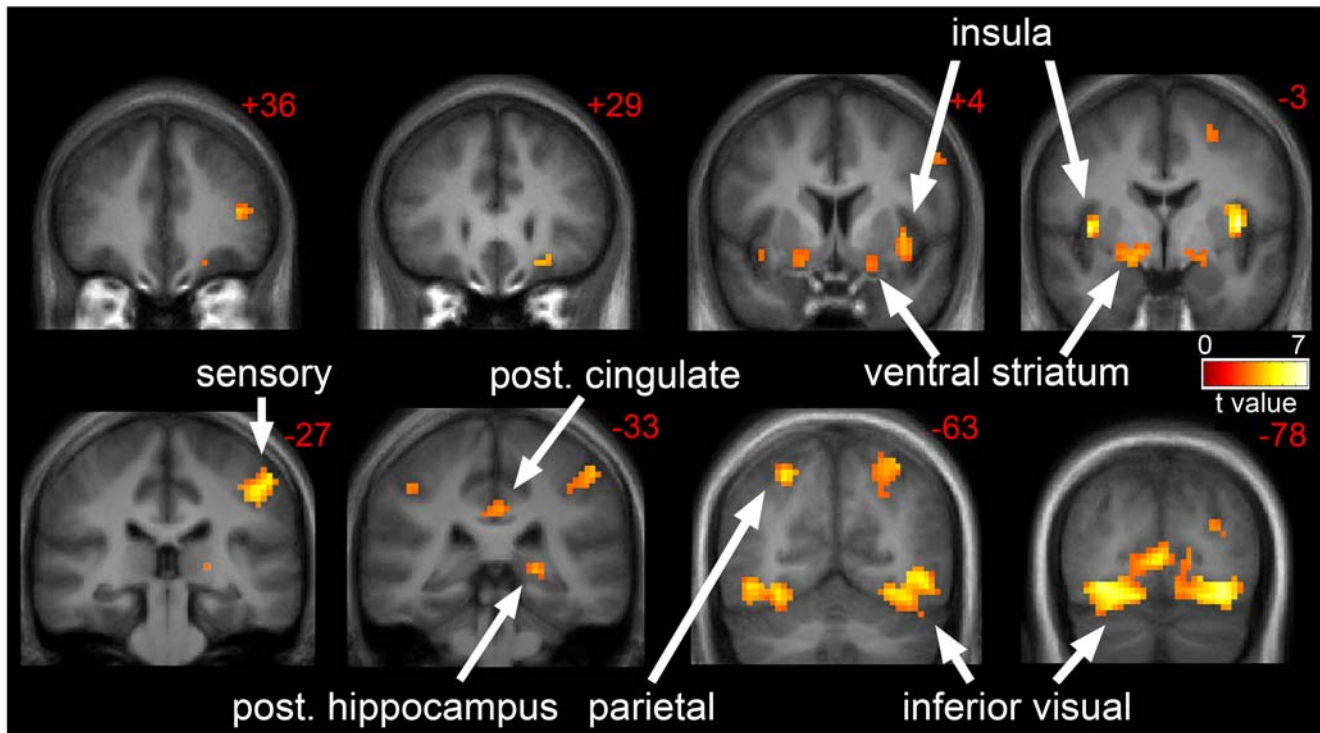 insula
+36
+29
+4
-3
sensory
post. cingulate
ventral striatum
0 7
t value
-27
-33
-63
-78
post. hippocampus
parietal
inferior visual